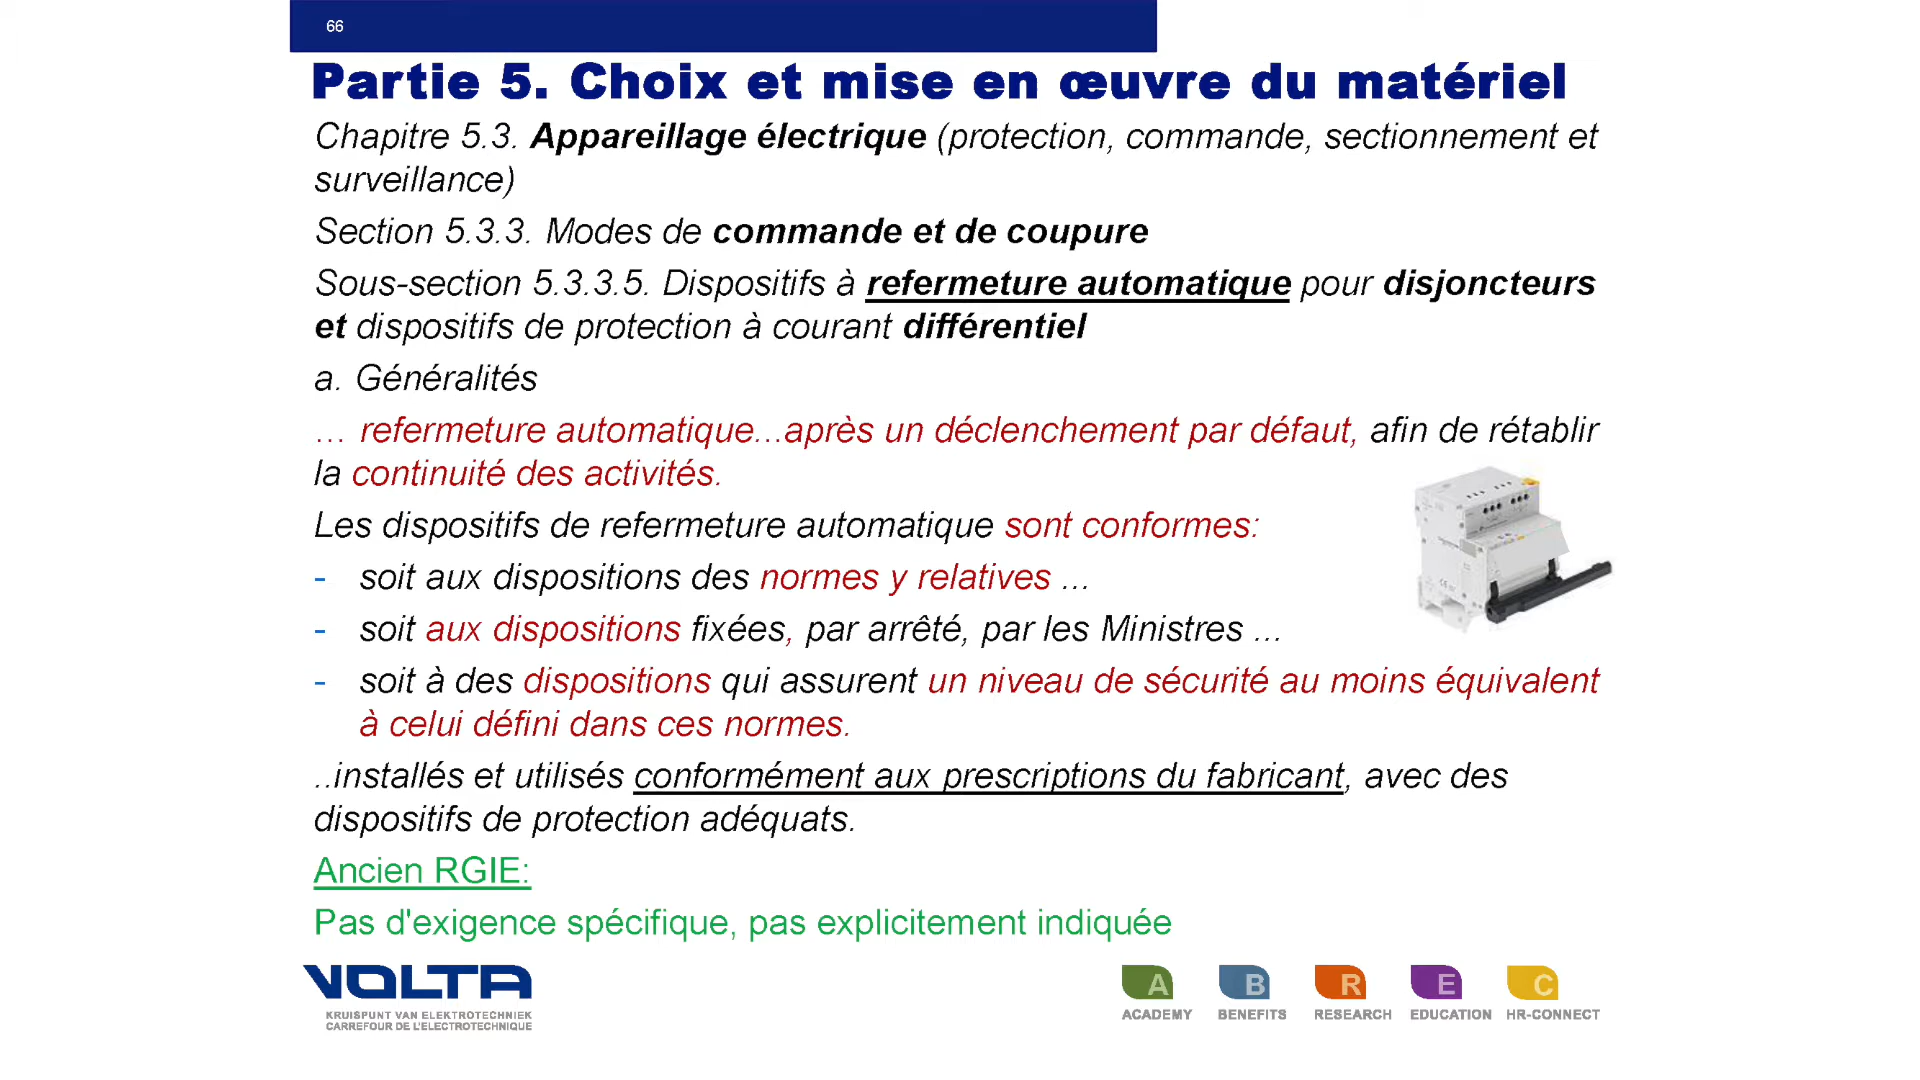 66
Partie 5. Choix et mise en œuvre du matériel
Chapitre 5.3. Appareillage électrique (protection, commande, sectionnement et
surveillance)
Section 5.3.3. Modes de commande et de coupure
Sous-section 5.3.3.5. Dispositifs à refermeture automatique pour disjoncteurs
et dispositifs de protection à courant différentiel
a. Généralités
... refermeture automatique...après un déclenchement par défaut, afin de rétablir
la continuité des activités.
Les dispositifs de refermeture automatique sont conformes:
- soit aux dispositions des normes y relatives ...
- soit aux dispositions fixées, par arrêté, par les Ministres ...
- soit à des dispositions qui assurent un niveau de sécurité au moins équivalent
à celui défini dans ces normes.
..installés et utilisés conformément aux prescriptions du fabricant, avec des
dispositifs de protection adéquats.
Ancien RGIE:
Pas d'exigence spécifique, pas explicitement indiquée
VOLTA
KRUISPUNT VAN ELEKTROTECHNIEK
CARREFOUR DE L'ELECTROTECHNIQUE
A B R E C
ACADEMY BENEFITS RESEARCH EDUCATION HR-CONNECT